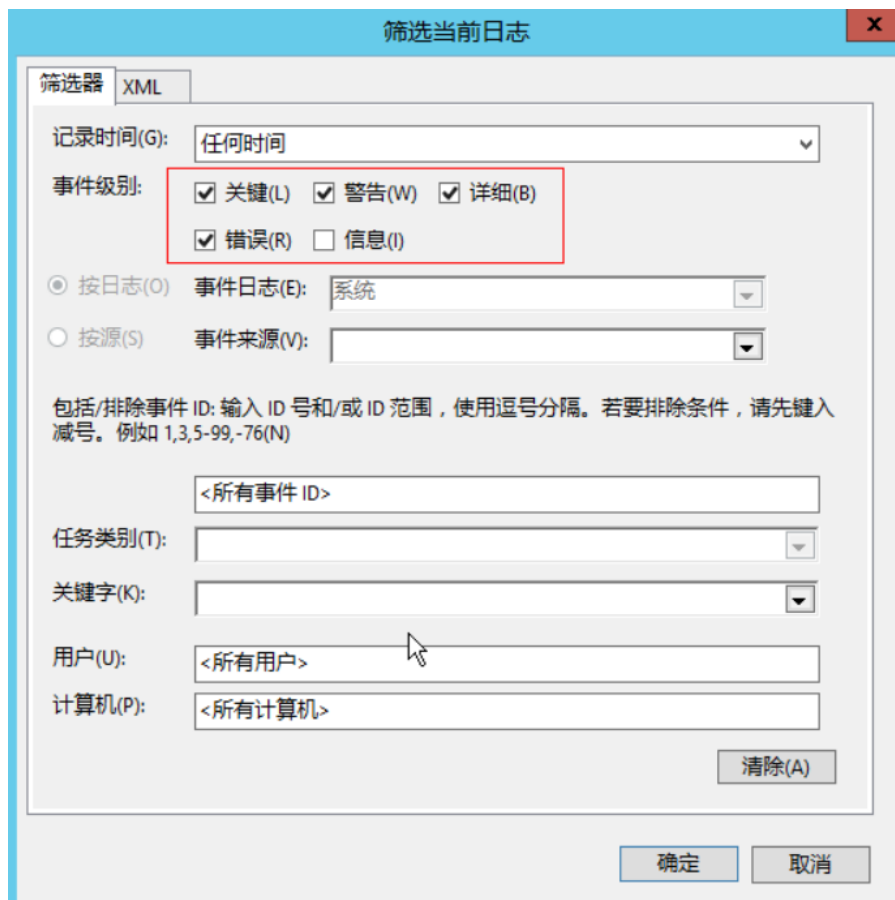 筛选当前日志
x
筛选器 XML
记录时间(G): 任何时间
事件级别: 关键(L) 警告(W) 详细(B)
错误(R) 信息(I)
按日志(O) 事件日志(E): 系统
按源(S) 事件来源(V):
包括/排除事件 ID: 输入 ID 号和/或 ID 范围，使用逗号分隔。若要排除条件，请先键入
减号。例如 1,3,5-99,-76(N)
<所有事件 ID>
任务类别(T):
关键字(K):
用户(U): <所有用户>
计算机(P): <所有计算机>
清除(A)
确定 取消